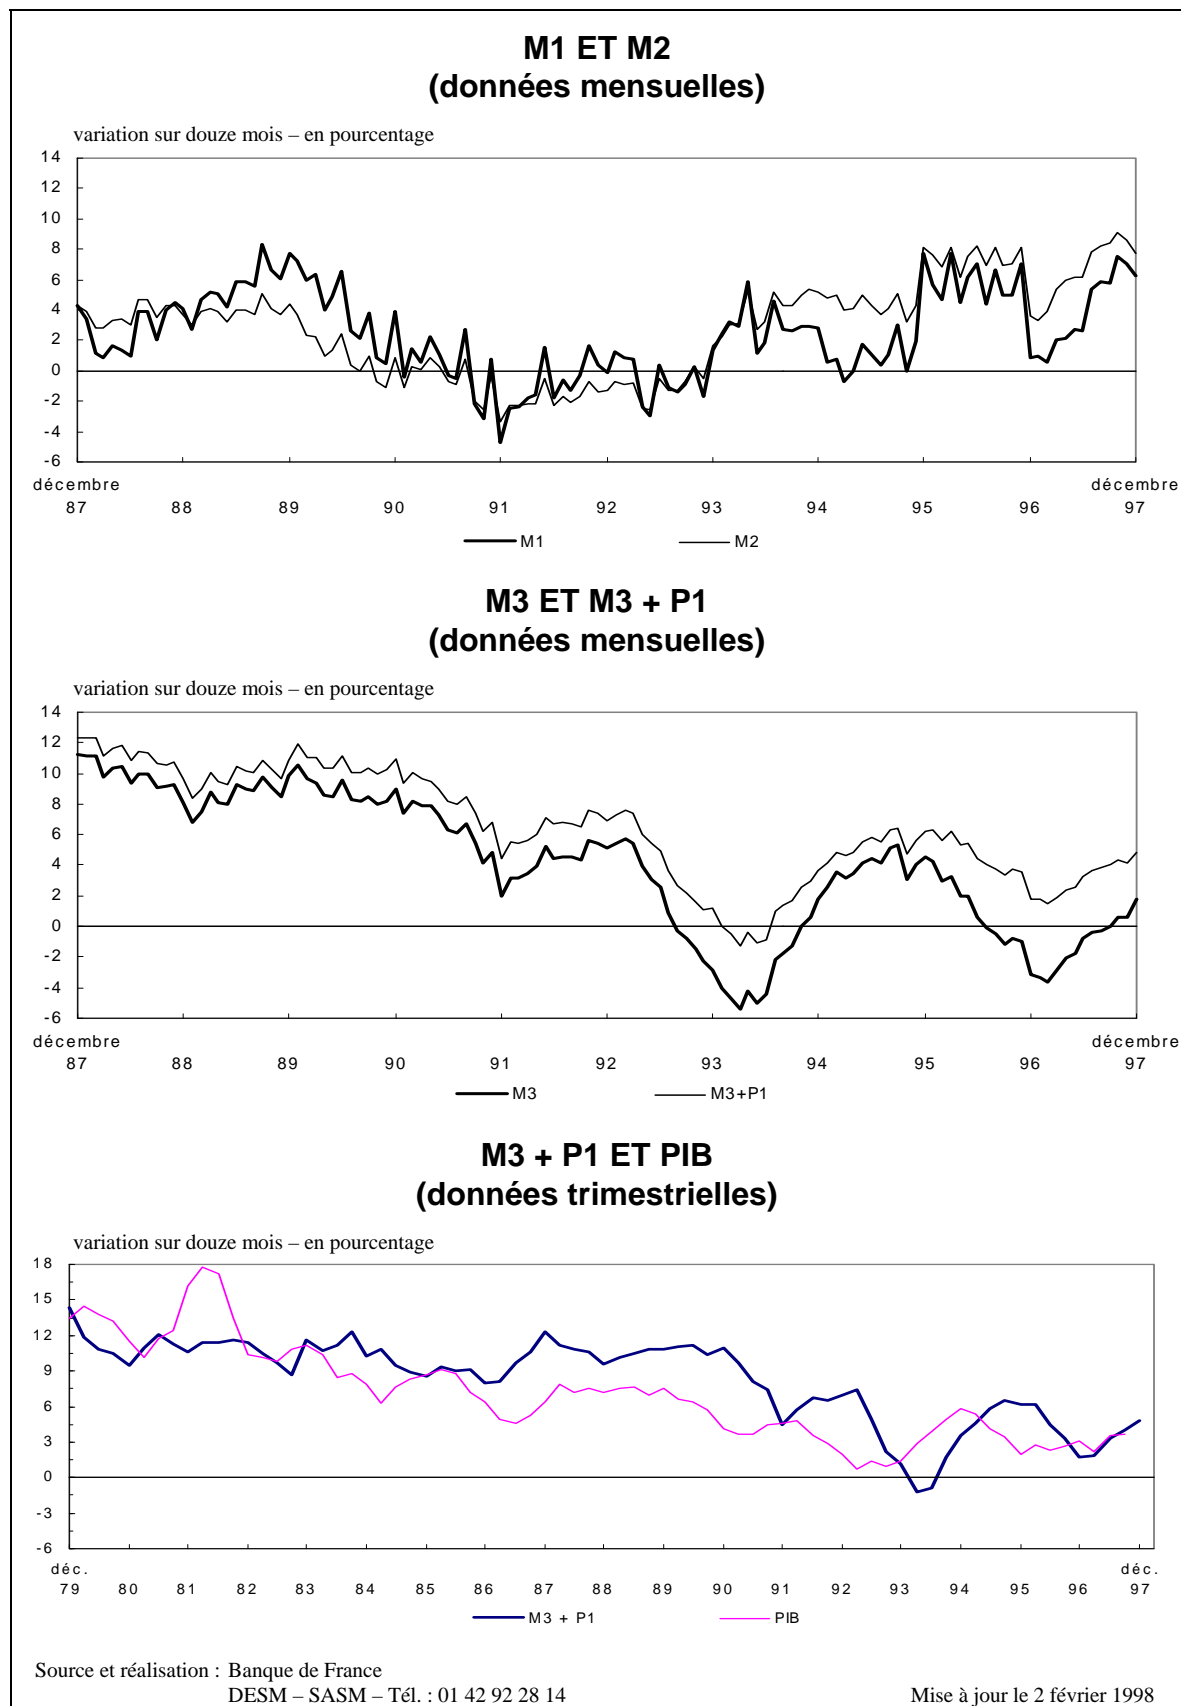 M1 ET M2
(données mensuelles)
variation sur douze mois – en pourcentage
14
12
10
8
6
4
2
0
-2
-4
-6
décembre décembre
87 88 89 90 91 92 93 94 95 96 97
M1 M2
M3 ET M3 + P1
(données mensuelles)
variation sur douze mois – en pourcentage
14
12
10
8
6
4
2
0
-2
-4
-6
décembre décembre
87 88 89 90 91 92 93 94 95 96 97
M3 M3+P1
M3 + P1 ET PIB
(données trimestrielles)
variation sur douze mois – en pourcentage
18
15
12
9
6
3
0
-3
-6
déc. déc.
79 80 81 82 83 84 85 86 87 88 89 90 91 92 93 94 95 96 97
M3 + P1 PIB
Source et réalisation : Banque de France
DESM – SASM – Tél. : 01 42 92 28 14 Mise à jour le 2 février 1998